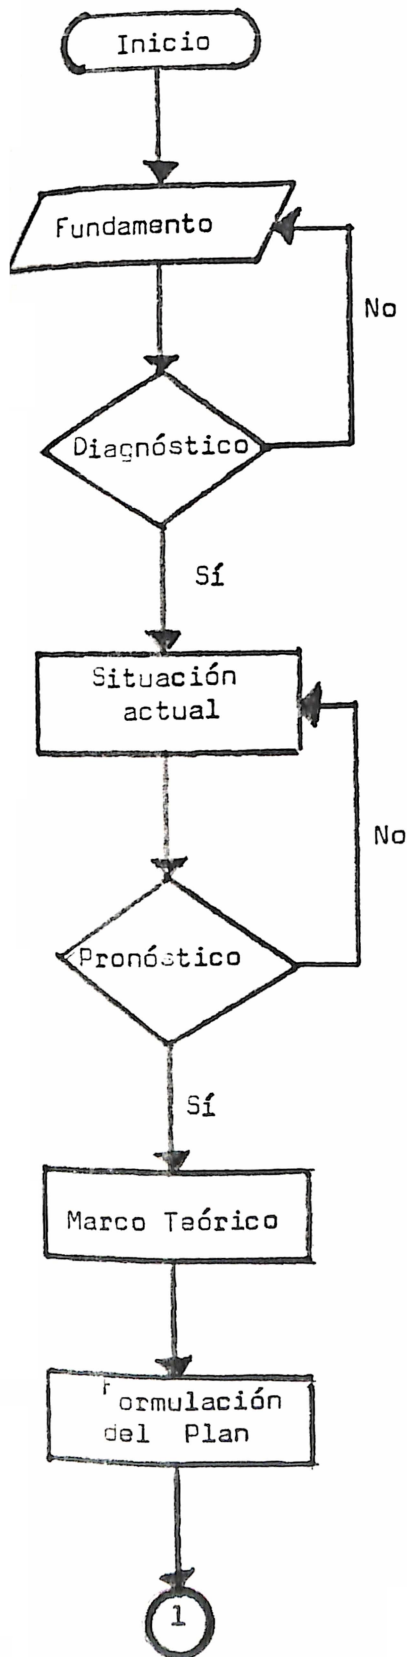 Inicio
Fundamento
No
Diagnóstico
Sí
Situación
actual
No
Pronóstico
Sí
Marco Teórico
Formulación
del Plan
1